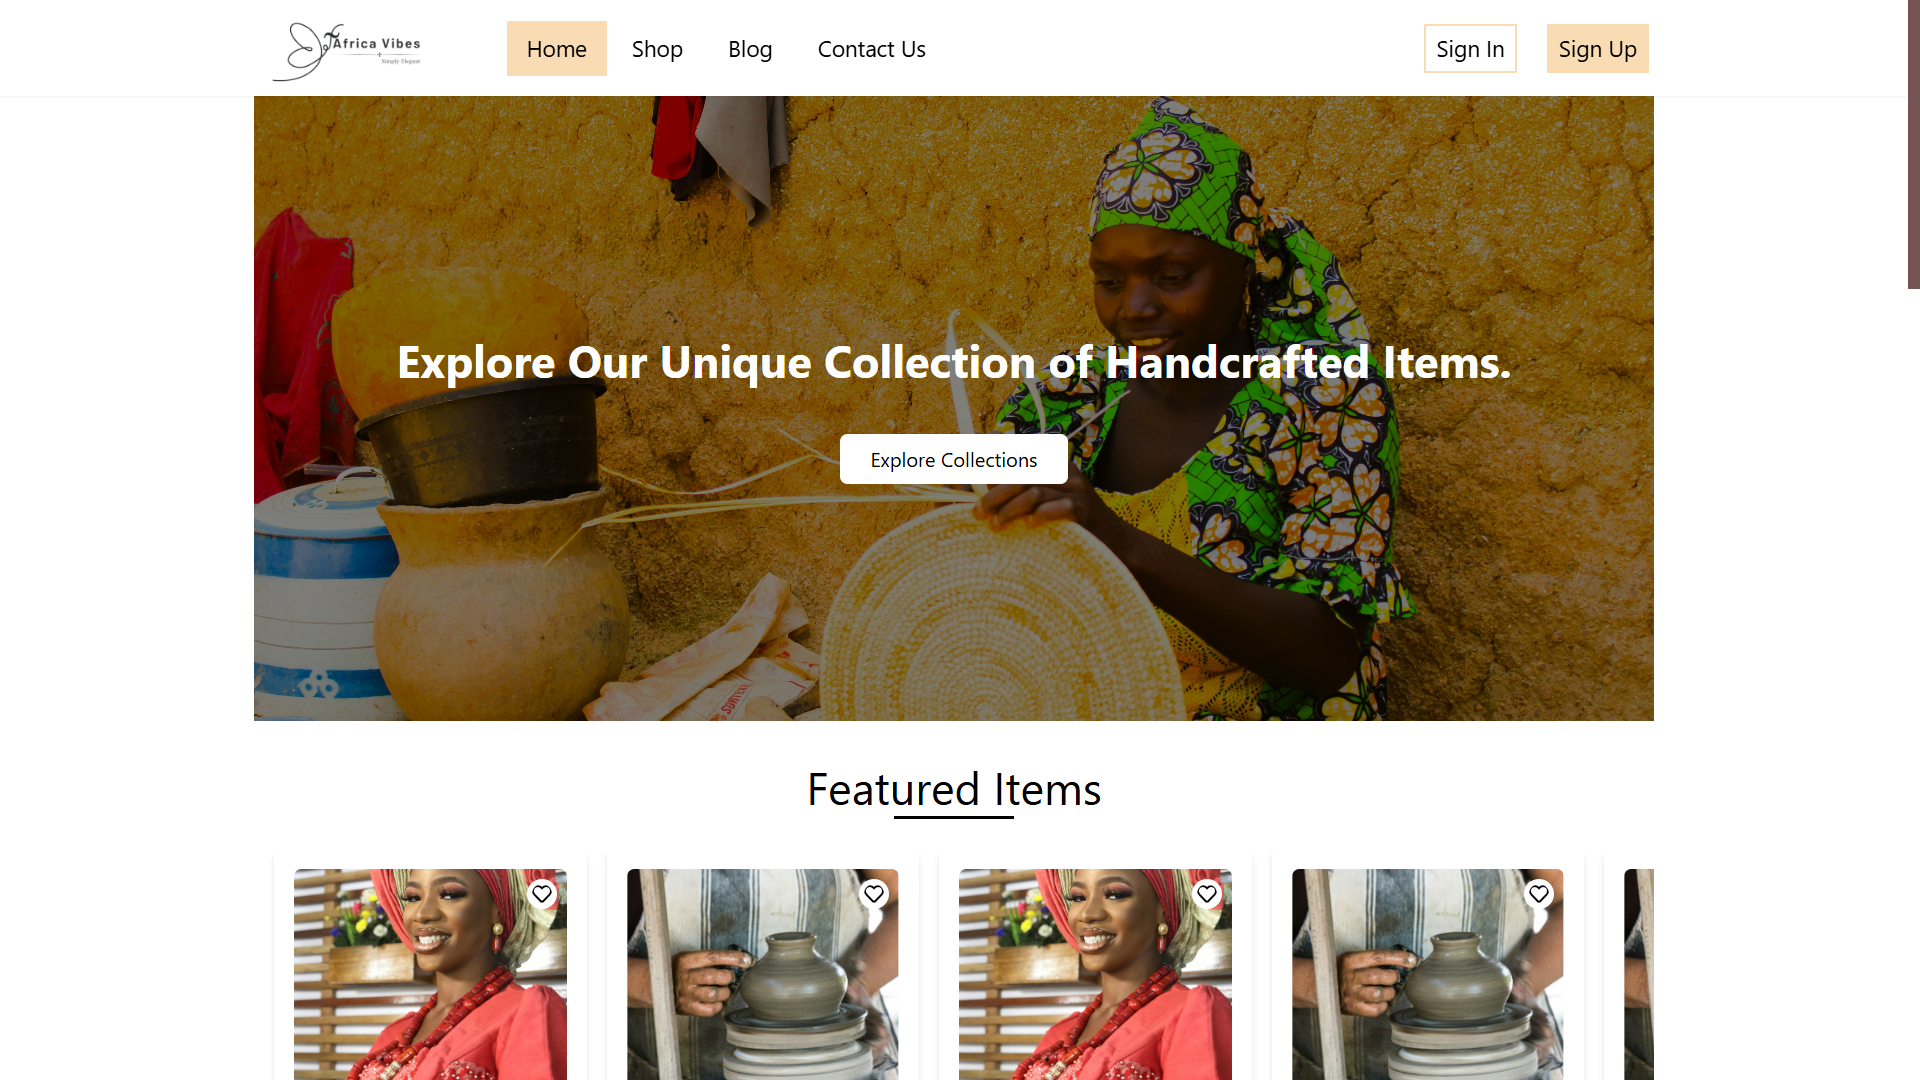 Africa Vibes
Simply Elegant
Home
Shop
Blog
Contact Us
Sign In
Sign Up
Explore Our Unique Collection of Handcrafted Items.
Explore Collections
Featured Items